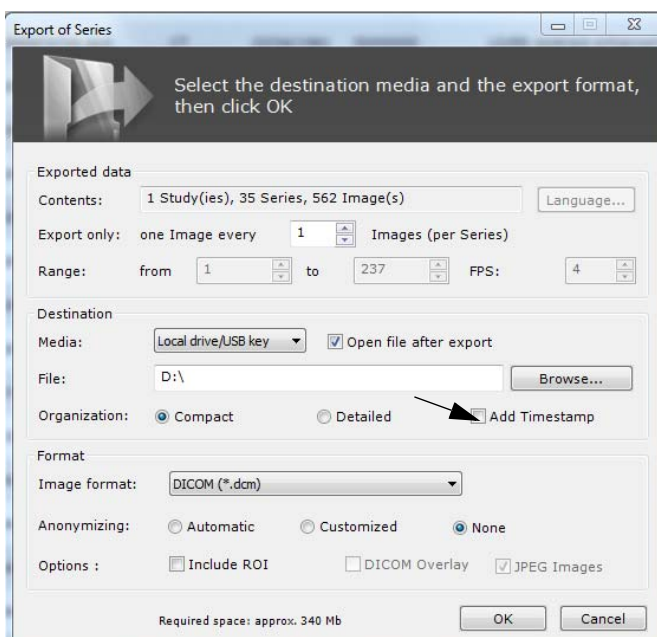 Export of Series
Select the destination media and the export format,
then click OK
Exported data
Contents: 1 Study(ies), 35 Series, 562 Image(s) Language...
Export only: one Image every 1 Images (per Series)
Range: from 1 to 237 FPS: 4
Destination
Media: Local drive/USB key Open file after export
File: D:\ Browse...
Organization: Compact Detailed Add Timestamp
Format
Image format: DICOM (*.dcm)
Anonymizing: Automatic Customized None
Options : Include ROI DICOM Overlay JPEG Images
Required space: approx. 340 Mb OK Cancel